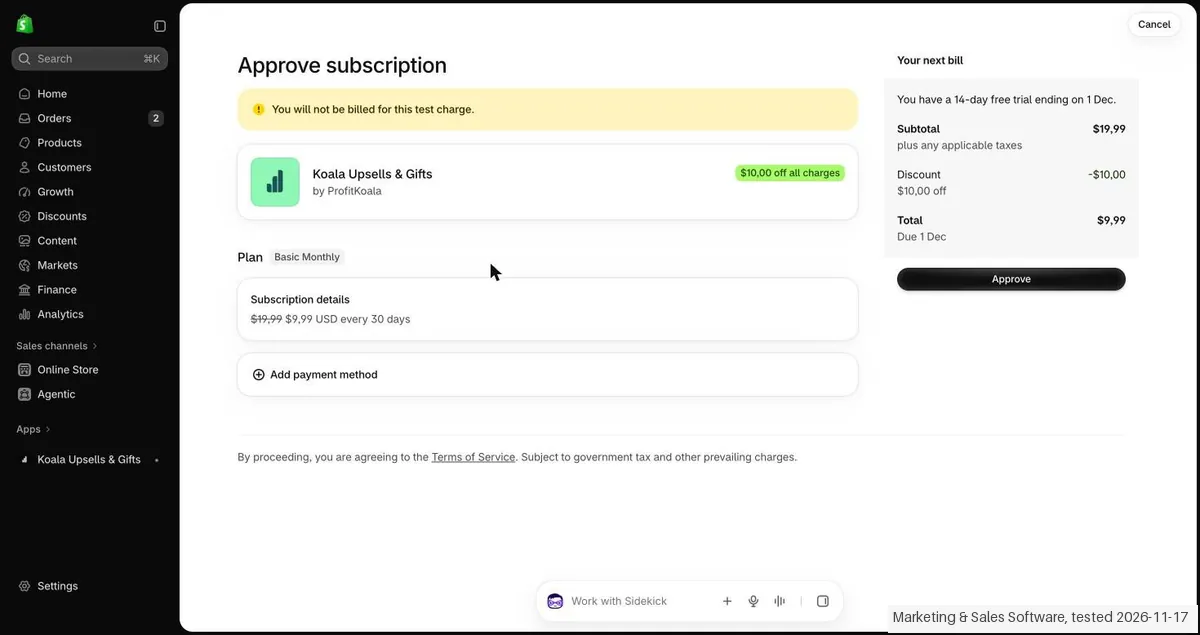 Search ⌘K
Home
Orders 2
Products
Customers
Growth
Discounts
Content
Markets
Finance
Analytics
Sales channels
Online Store
Agentic
Apps
Koala Upsells & Gifts
Settings
Cancel
Approve subscription
You will not be billed for this test charge.
Koala Upsells & Gifts
by ProfitKoala
$10,00 off all charges
Plan Basic Monthly
Subscription details
$19,99 $9,99 USD every 30 days
Add payment method
By proceeding, you are agreeing to the Terms of Service. Subject to government tax and other prevailing charges.
Your next bill
You have a 14-day free trial ending on 1 Dec.
Subtotal $19,99
plus any applicable taxes
Discount -$10,00
$10,00 off
Total $9,99
Due 1 Dec
Approve
Work with Sidekick
Marketing & Sales Software, tested 2026-11-17